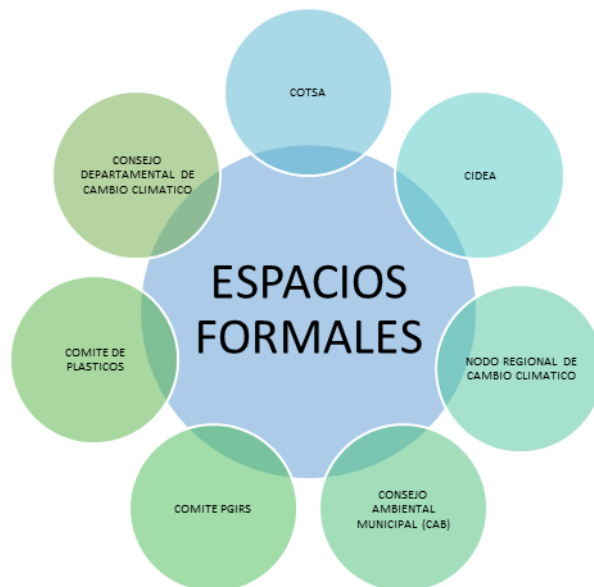 COTSA
CIDEA
NODO REGIONAL DE
CAMBIO CLIMATICO
CONSEJO
AMBIENTAL
MUNICIPAL (CAB)
COMITE PGIRS
COMITE DE
PLASTICOS
CONSEJO
DEPARTAMENTAL DE
CAMBIO CLIMATICO
ESPACIOS
FORMALES